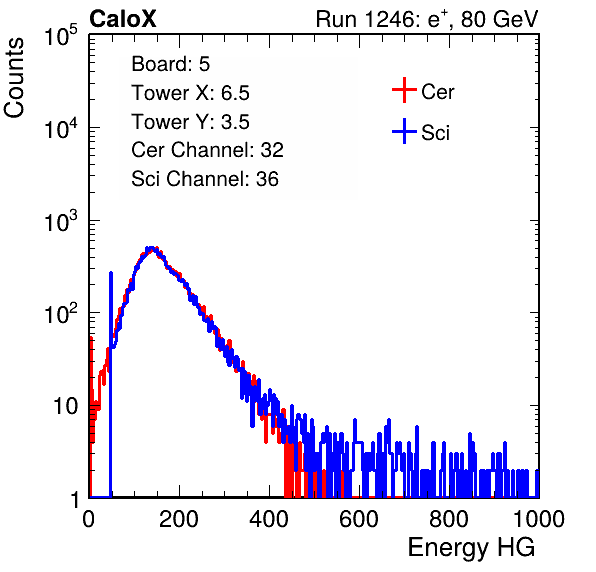 CaloX
Run 1246: e+, 80 GeV
Counts
10^5
10^4
10^3
10^2
10
1
Board: 5
Tower X: 6.5
Tower Y: 3.5
Cer Channel: 32
Sci Channel: 36
Cer
Sci
0 200 400 600 800 1000
Energy HG